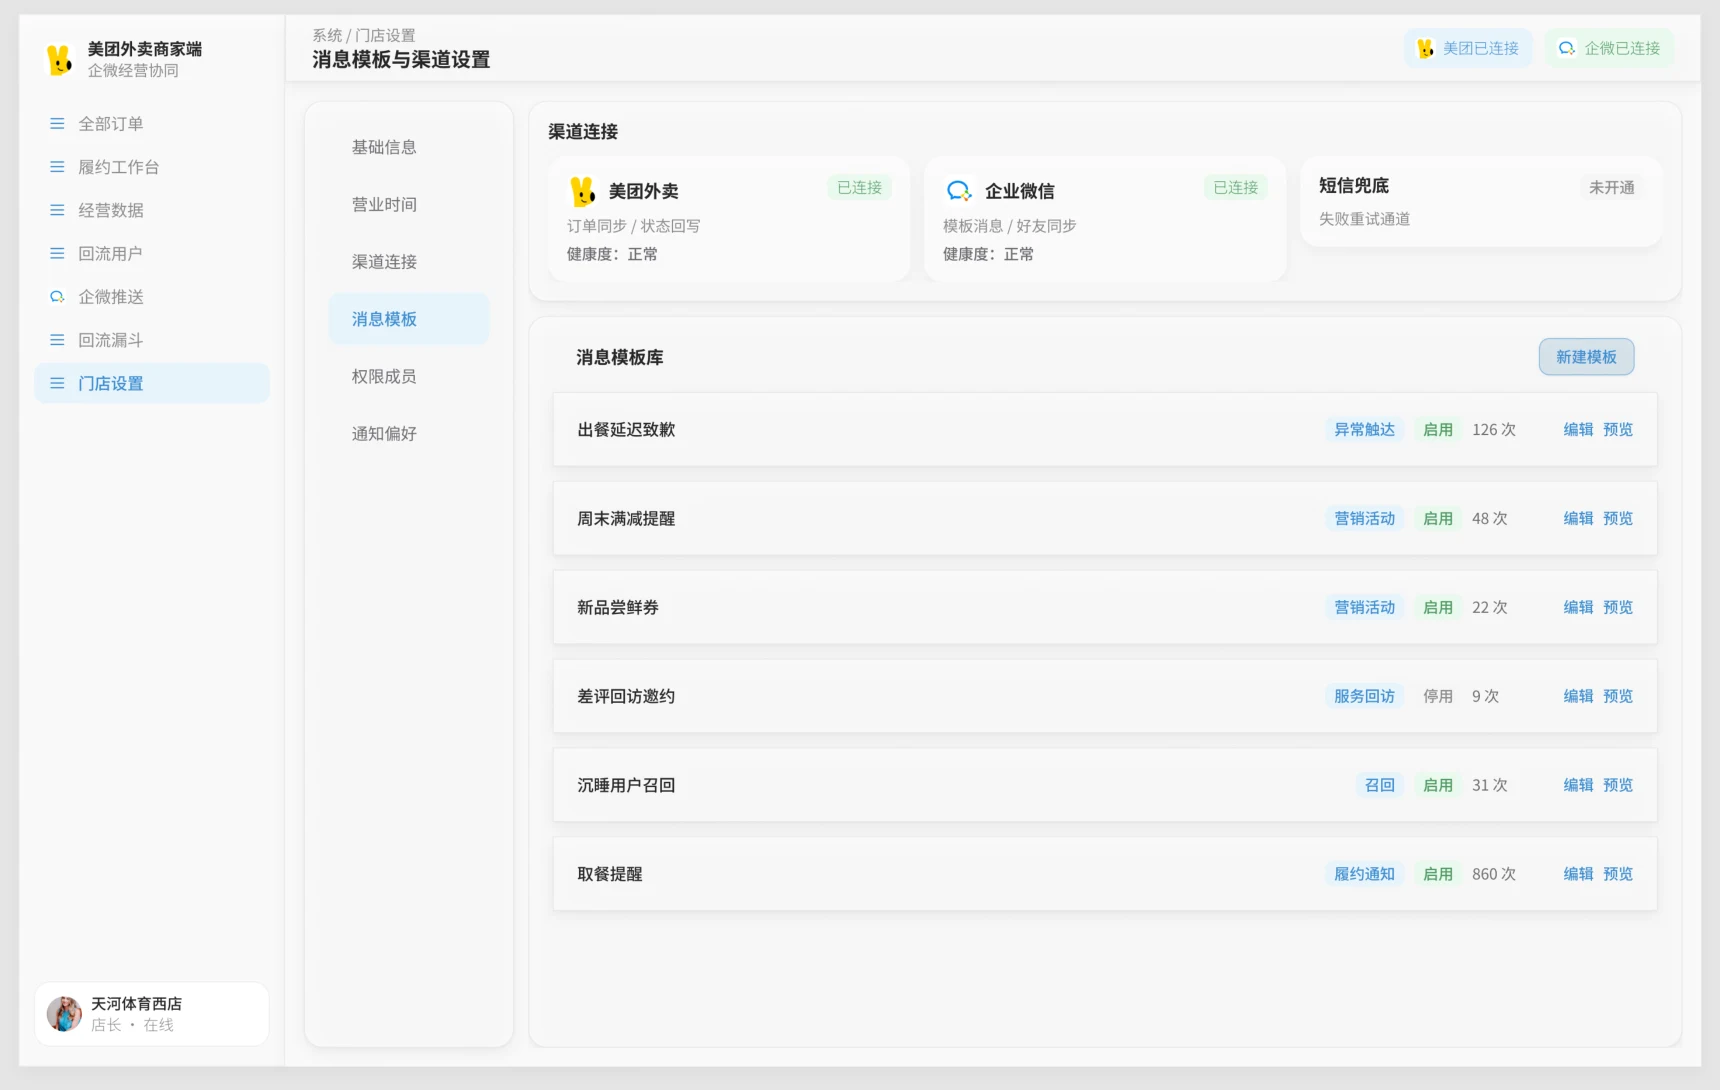 美团外卖商家端
企微经营协同
全部订单
履约工作台
经营数据
回流用户
企微推送
回流漏斗
门店设置
天河体育西店
店长 · 在线
系统 / 门店设置
消息模板与渠道设置
美团已连接
企微已连接
基础信息
营业时间
渠道连接
消息模板
权限成员
通知偏好
渠道连接
美团外卖 已连接
订单同步 / 状态回写
健康度：正常
企业微信 已连接
模板消息 / 好友同步
健康度：正常
短信兜底 未开通
失败重试通道
消息模板库 新建模板
出餐延迟致歉 异常触达 启用 126 次 编辑 预览
周末满减提醒 营销活动 启用 48 次 编辑 预览
新品尝鲜券 营销活动 启用 22 次 编辑 预览
差评回访邀约 服务回访 停用 9 次 编辑 预览
沉睡用户召回 召回 启用 31 次 编辑 预览
取餐提醒 履约通知 启用 860 次 编辑 预览